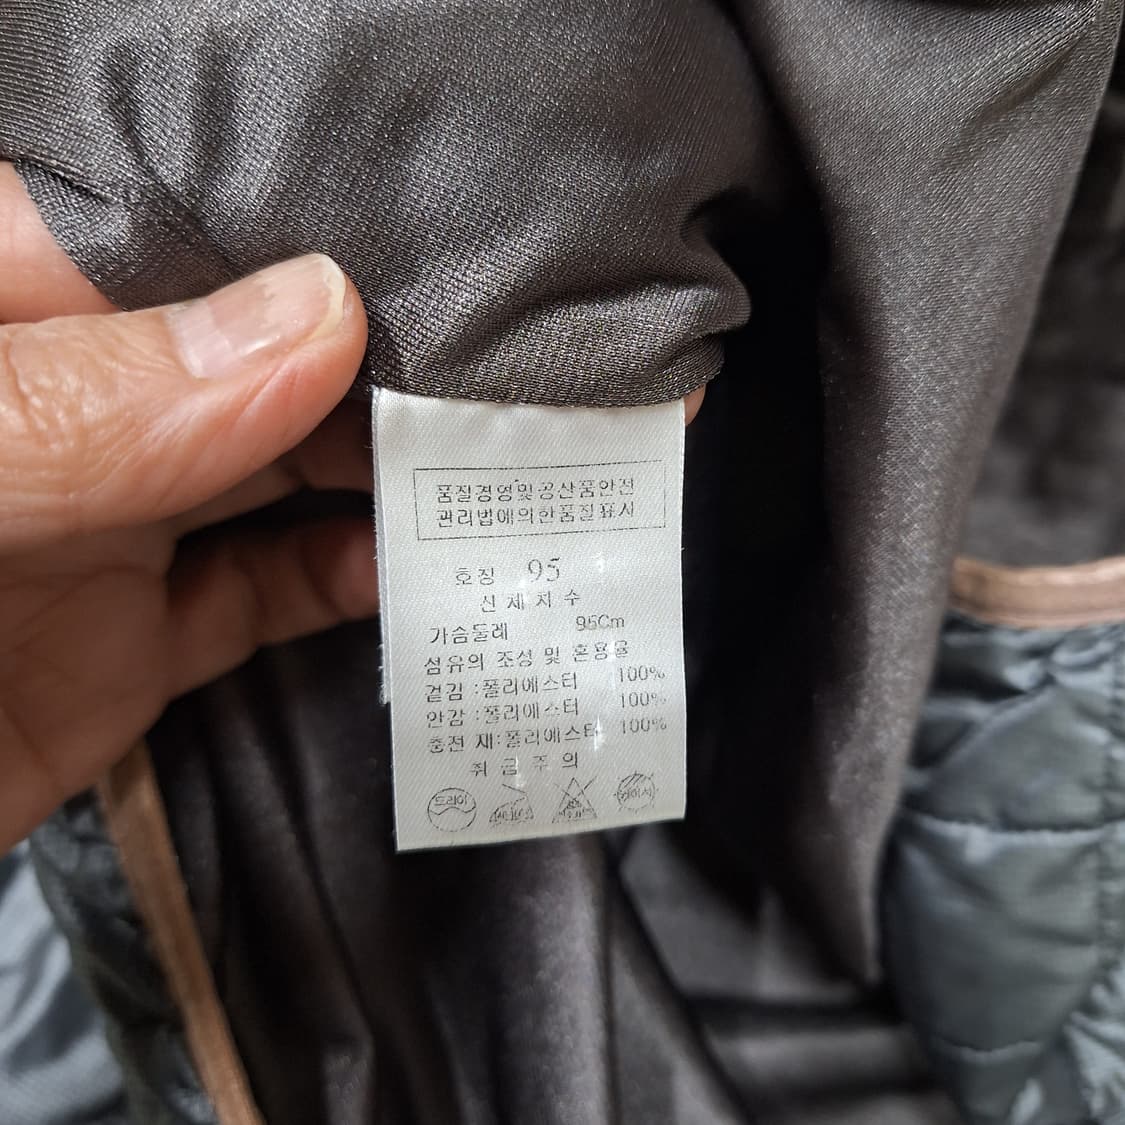 품질경영및공산품안전
관리법에의한품질표시
호칭 95
신체치수
가슴둘레 95Cm
섬유의 조성 및 혼용율
겉감 :폴리에스터 100%
안감 :폴리에스터 100%
충전재:폴리에스터 100%
취급주의
드라이